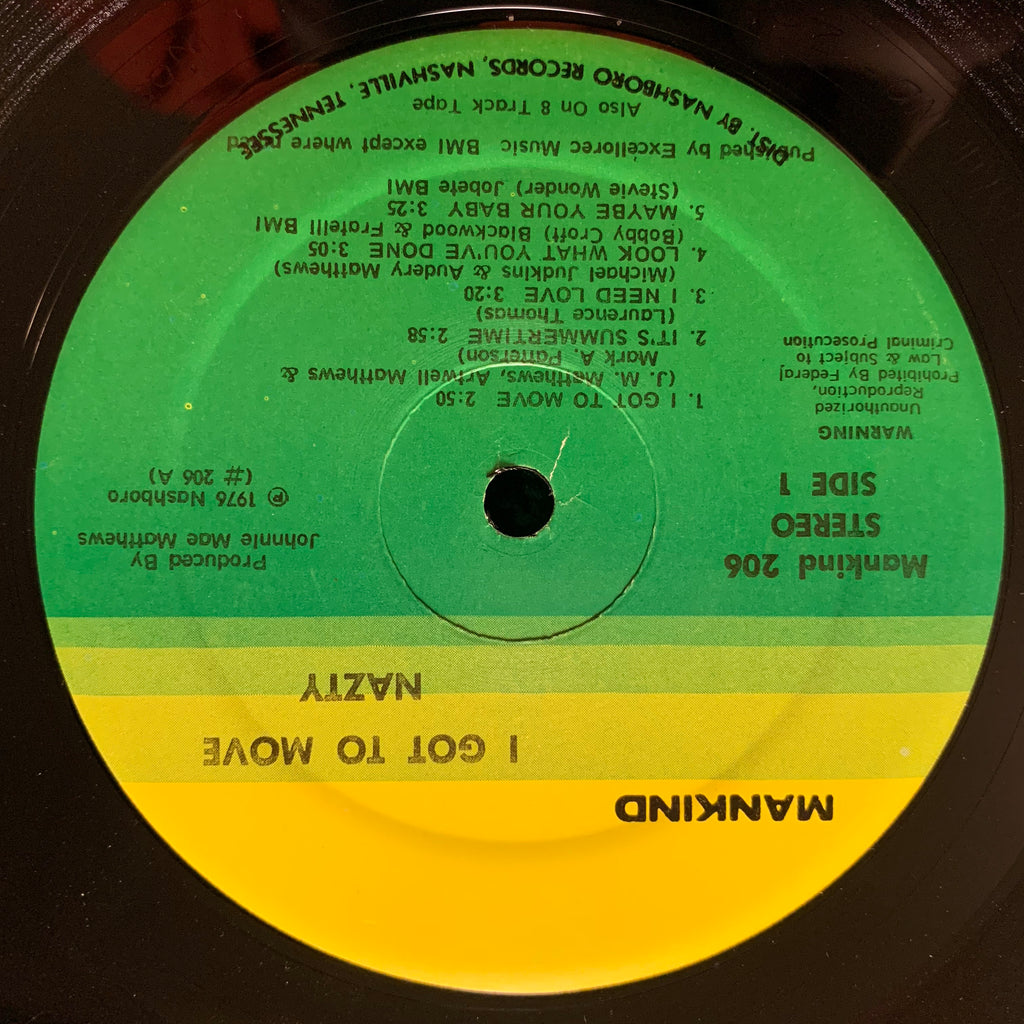 MANKIND
I GOT TO MOVE
NAZTY
Mankind 206
STEREO
SIDE 1
WARNING
Unauthorized
Reproduction,
Prohibited By Federal
Low & Subject to
Criminal Prosecution
Produced By
Johnnie Mae Matthews
℗ 1976 Nashboro
(# 206 A)
1. I GOT TO MOVE 2:50
(J. M. Matthews, Artwell Matthews &
Mark A. Patterson)
2. IT'S SUMMERTIME 2:58
(Laurence Thomas)
3. I NEED LOVE 3:20
(Michael Judkins & Audery Matthews)
4. LOOK WHAT YOU'VE DONE 3:05
(Bobby Croft) Blackwood & Fratelli BMI
5. MAYBE YOUR BABY 3:25
(Stevie Wonder) Jobete BMI
Published by Excellorec Music BMI except where noted
Also On 8 Track Tape
DIST. BY NASHBORO RECORDS, NASHVILLE, TENNESSEE